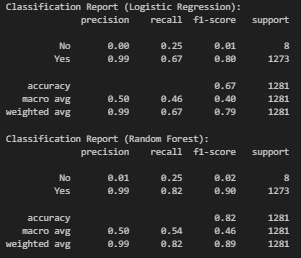 Classification Report (Logistic Regression):
precision recall f1-score support
No 0.00 0.25 0.01 8
Yes 0.99 0.67 0.80 1273
accuracy 0.67 1281
macro avg 0.50 0.46 0.40 1281
weighted avg 0.99 0.67 0.79 1281
Classification Report (Random Forest):
precision recall f1-score support
No 0.01 0.25 0.02 8
Yes 0.99 0.82 0.90 1273
accuracy 0.82 1281
macro avg 0.50 0.54 0.46 1281
weighted avg 0.99 0.82 0.89 1281